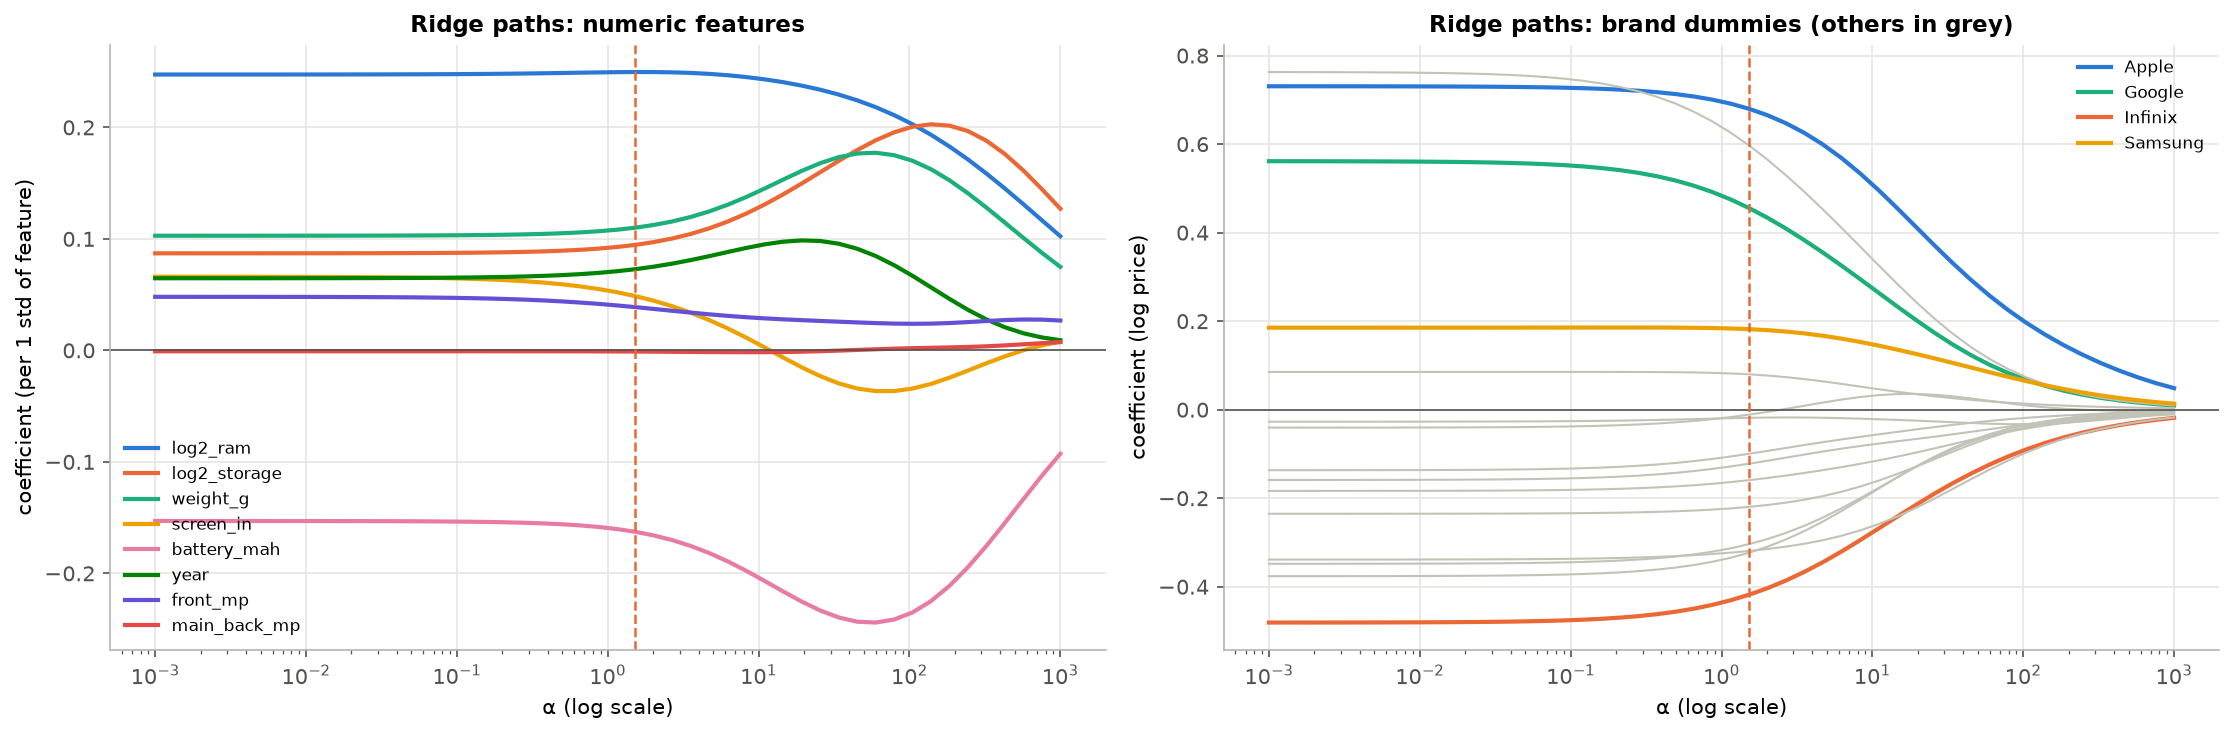 Ridge paths: numeric features
coefficient (per 1 std of feature)
0.2
0.1
0.0
−0.1
−0.2
log2_ram
log2_storage
weight_g
screen_in
battery_mah
year
front_mp
main_back_mp
10⁻³ 10⁻² 10⁻¹ 10⁰ 10¹ 10² 10³
α (log scale)
Ridge paths: brand dummies (others in grey)
coefficient (log price)
0.8
0.6
0.4
0.2
0.0
−0.2
−0.4
Apple
Google
Infinix
Samsung
10⁻³ 10⁻² 10⁻¹ 10⁰ 10¹ 10² 10³
α (log scale)